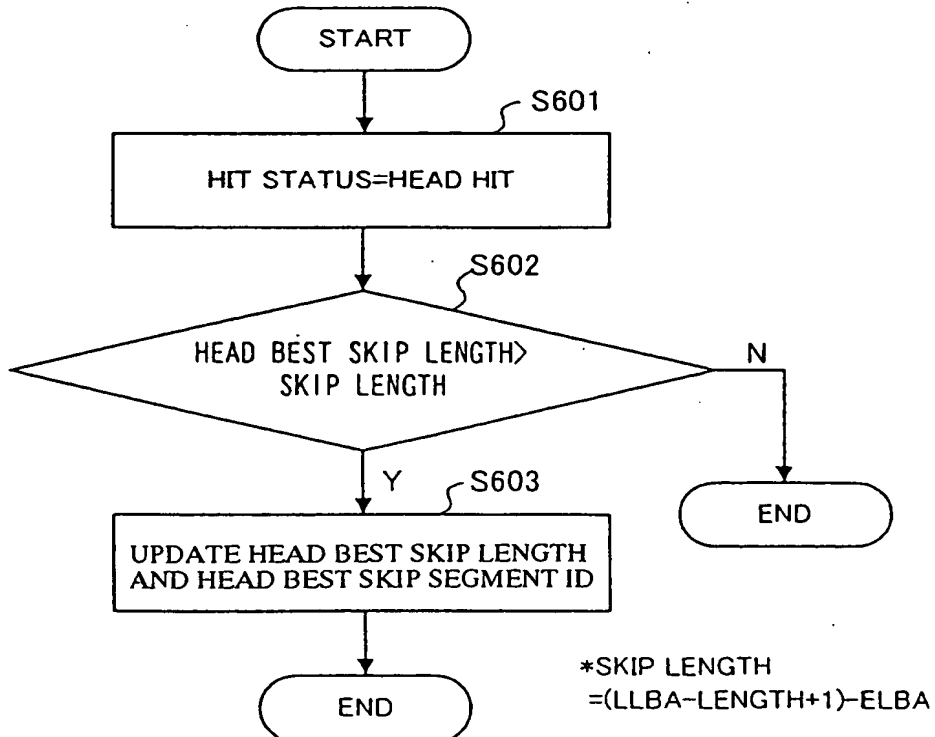 START
S601
HIT STATUS=HEAD HIT
S602
HEAD BEST SKIP LENGTH>
SKIP LENGTH
N
Y
S603
END
UPDATE HEAD BEST SKIP LENGTH
AND HEAD BEST SKIP SEGMENT ID
END
*SKIP LENGTH
=(LLBA-LENGTH+1)-ELBA